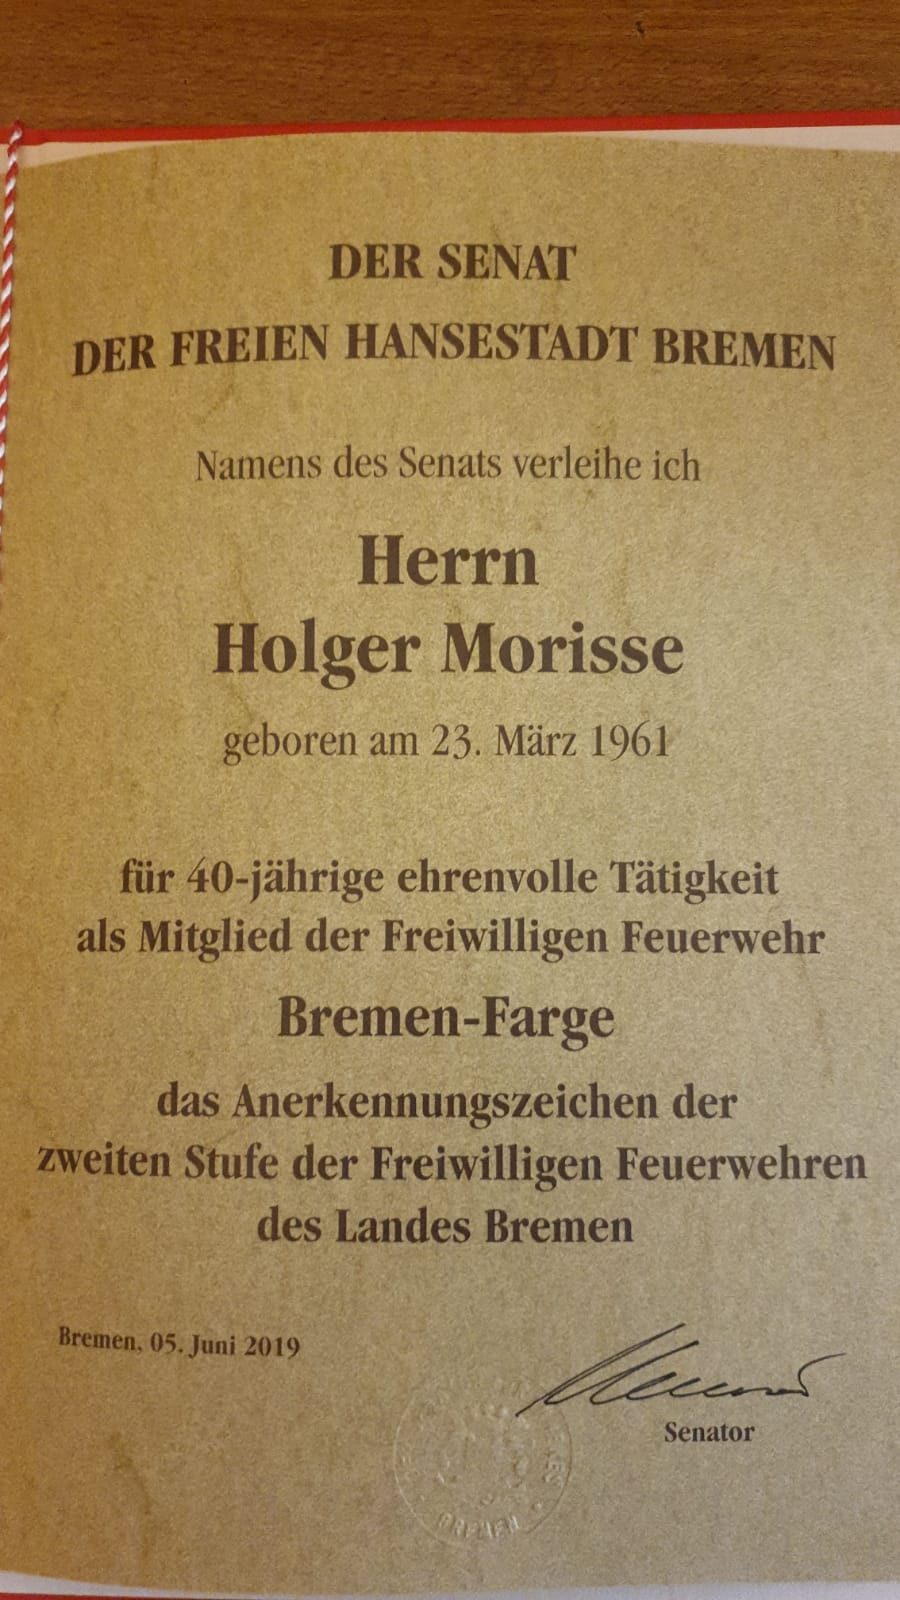 DER SENAT
DER FREIEN HANSESTADT BREMEN
Namens des Senats verleihe ich
Herrn
Holger Morisse
geboren am 23. März 1961
für 40-jährige ehrenvolle Tätigkeit
als Mitglied der Freiwilligen Feuerwehr
Bremen-Farge
das Anerkennungszeichen der
zweiten Stufe der Freiwilligen Feuerwehren
des Landes Bremen
Bremen, 05. Juni 2019
Senator
BREMEN